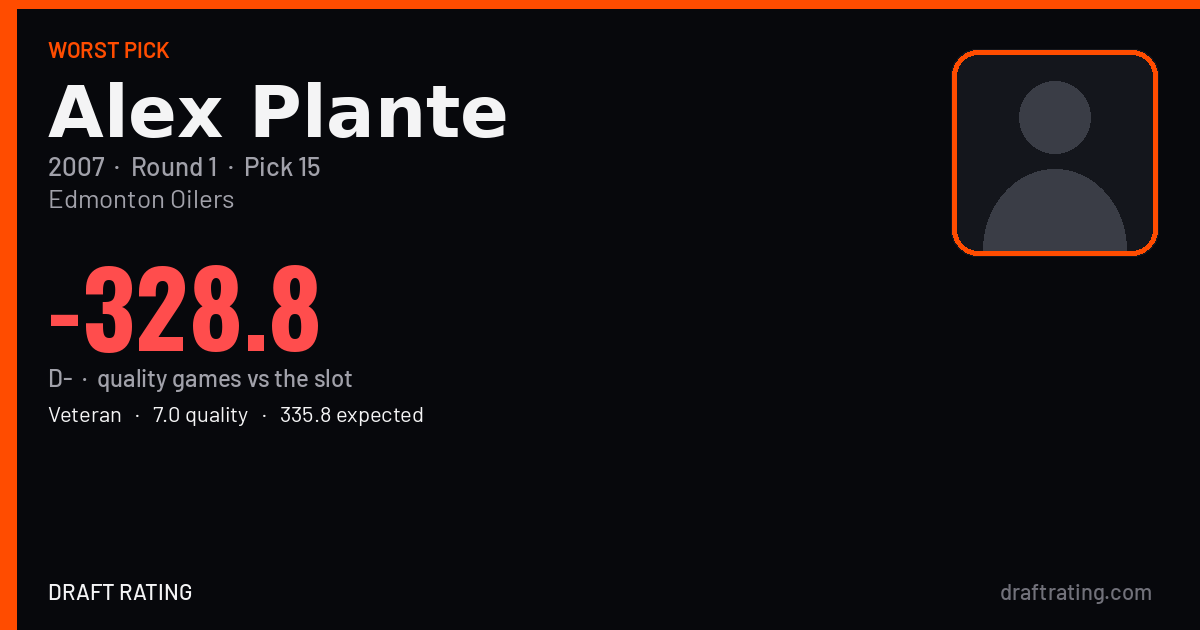 WORST PICK
Alex Plante
2007 · Round 1 · Pick 15
Edmonton Oilers
-328.8
D- · quality games vs the slot
Veteran · 7.0 quality · 335.8 expected
DRAFT RATING
draftrating.com